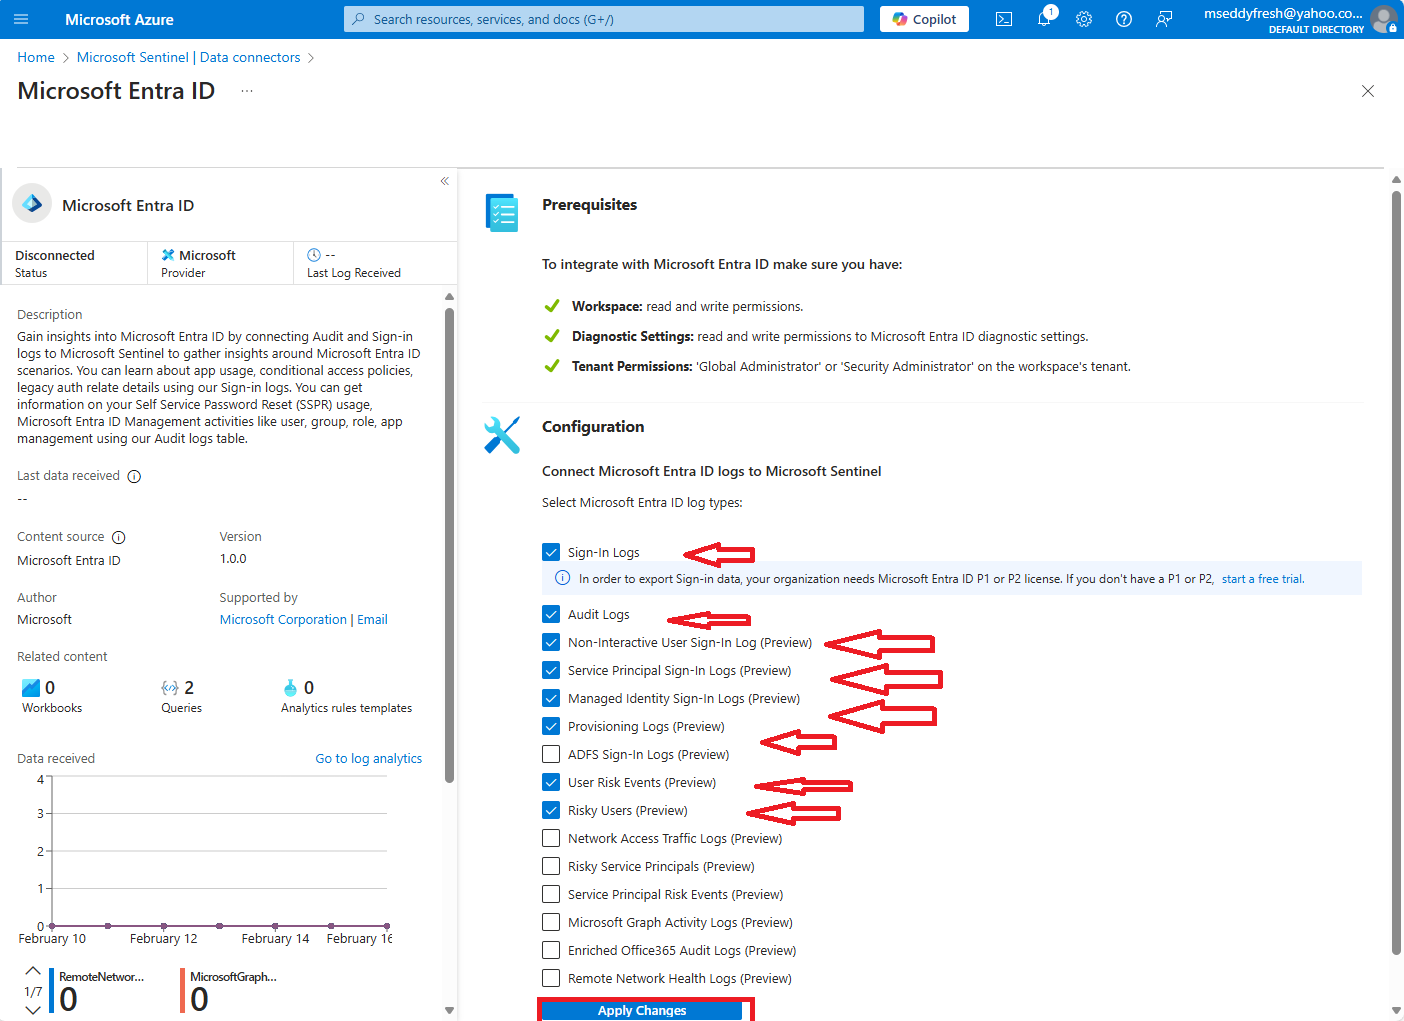 Microsoft Azure
Search resources, services, and docs (G+/)
Copilot
1
mseddyfresh@yahoo.co...
DEFAULT DIRECTORY
Home > Microsoft Sentinel | Data connectors >
Microsoft Entra ID ...
Microsoft Entra ID
Disconnected
Status
Microsoft
Provider
--
Last Log Received
Description
Gain insights into Microsoft Entra ID by connecting Audit and Sign-in
logs to Microsoft Sentinel to gather insights around Microsoft Entra ID
scenarios. You can learn about app usage, conditional access policies,
legacy auth relate details using our Sign-in logs. You can get
information on your Self Service Password Reset (SSPR) usage,
Microsoft Entra ID Management activities like user, group, role, app
management using our Audit logs table.
Last data received
--
Content source
Microsoft Entra ID
Version
1.0.0
Author
Microsoft
Supported by
Microsoft Corporation | Email
Related content
0
Workbooks
2
Queries
0
Analytics rules templates
Data received
Go to log analytics
4
3
2
1
0
February 10 February 12 February 14 February 16
1/7
RemoteNetwor...
0
MicrosoftGraph...
0
Prerequisites
To integrate with Microsoft Entra ID make sure you have:
Workspace: read and write permissions.
Diagnostic Settings: read and write permissions to Microsoft Entra ID diagnostic settings.
Tenant Permissions: 'Global Administrator' or 'Security Administrator' on the workspace's tenant.
Configuration
Connect Microsoft Entra ID logs to Microsoft Sentinel
Select Microsoft Entra ID log types:
Sign-In Logs
In order to export Sign-in data, your organization needs Microsoft Entra ID P1 or P2 license. If you don't have a P1 or P2, start a free trial.
Audit Logs
Non-Interactive User Sign-In Log (Preview)
Service Principal Sign-In Logs (Preview)
Managed Identity Sign-In Logs (Preview)
Provisioning Logs (Preview)
ADFS Sign-In Logs (Preview)
User Risk Events (Preview)
Risky Users (Preview)
Network Access Traffic Logs (Preview)
Risky Service Principals (Preview)
Service Principal Risk Events (Preview)
Microsoft Graph Activity Logs (Preview)
Enriched Office365 Audit Logs (Preview)
Remote Network Health Logs (Preview)
Apply Changes